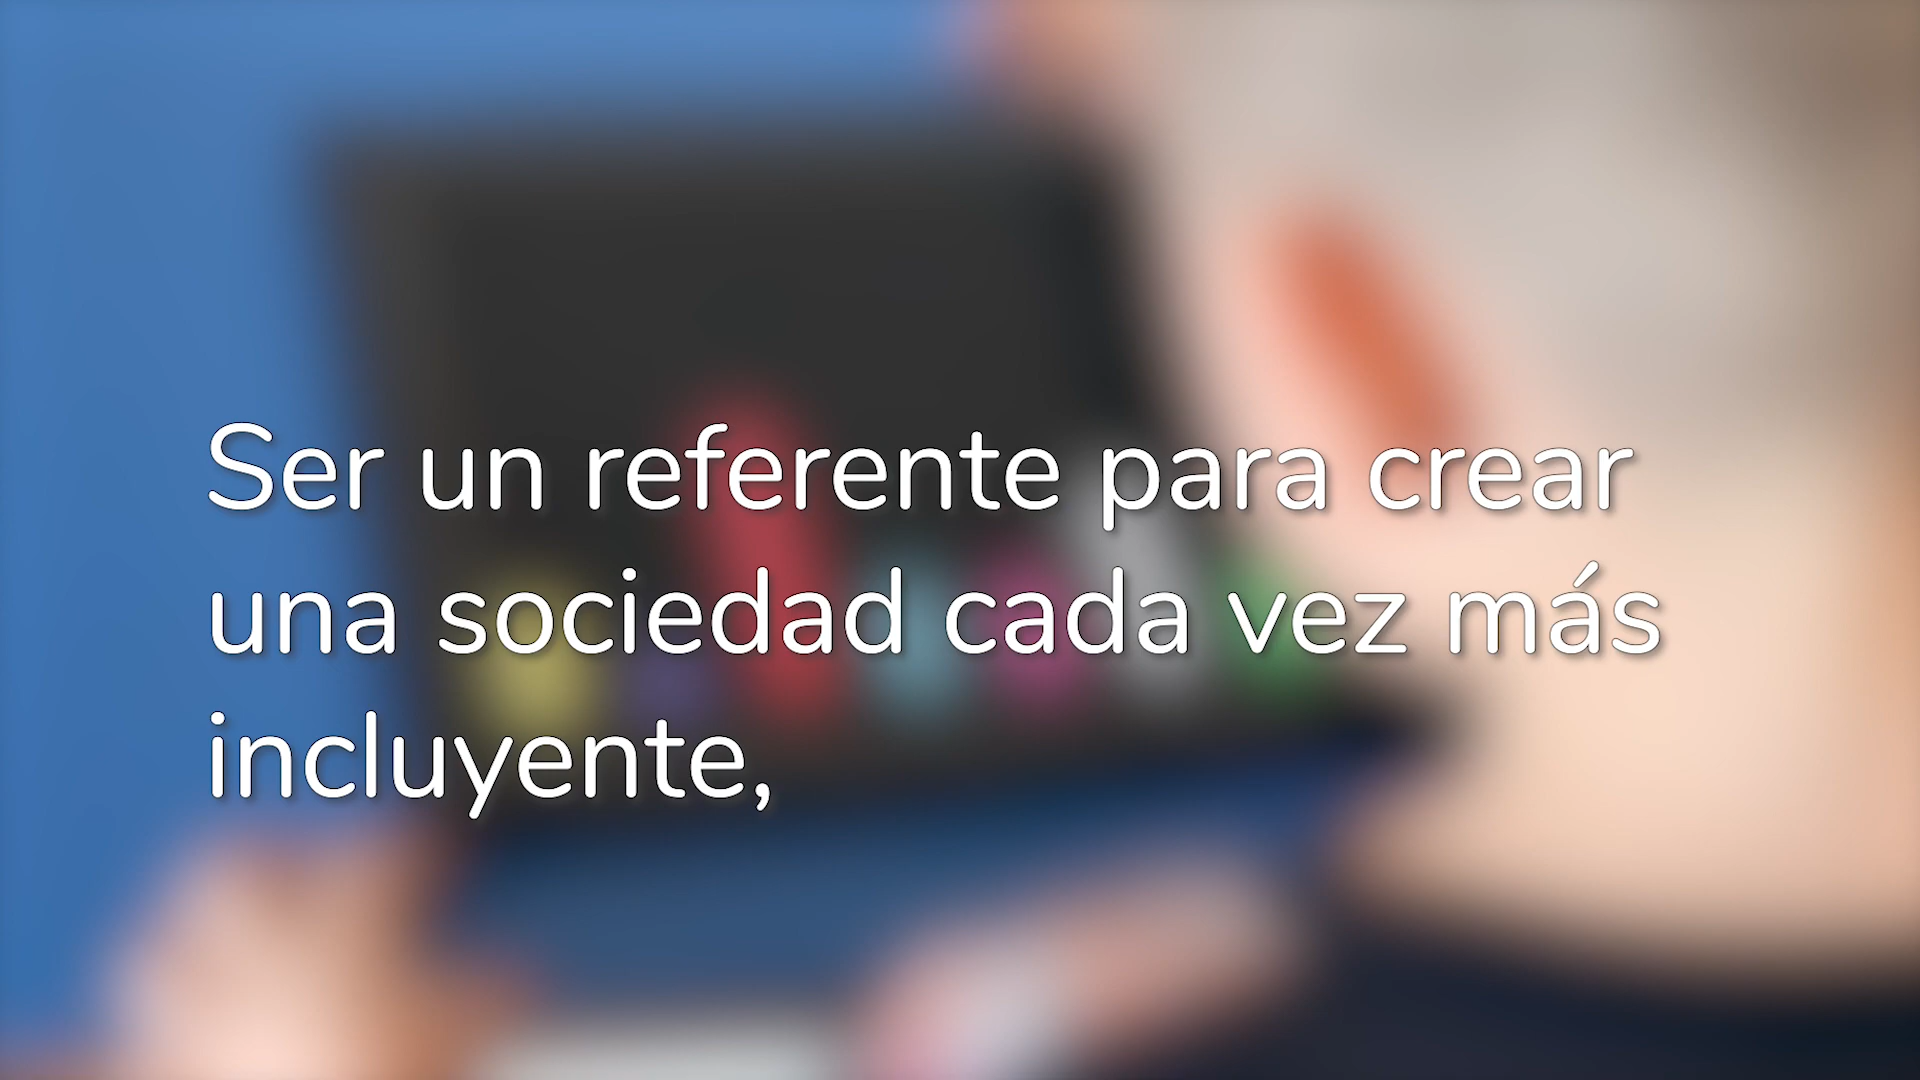 Ser un referente para crear
una sociedad cada vez más
incluyente,